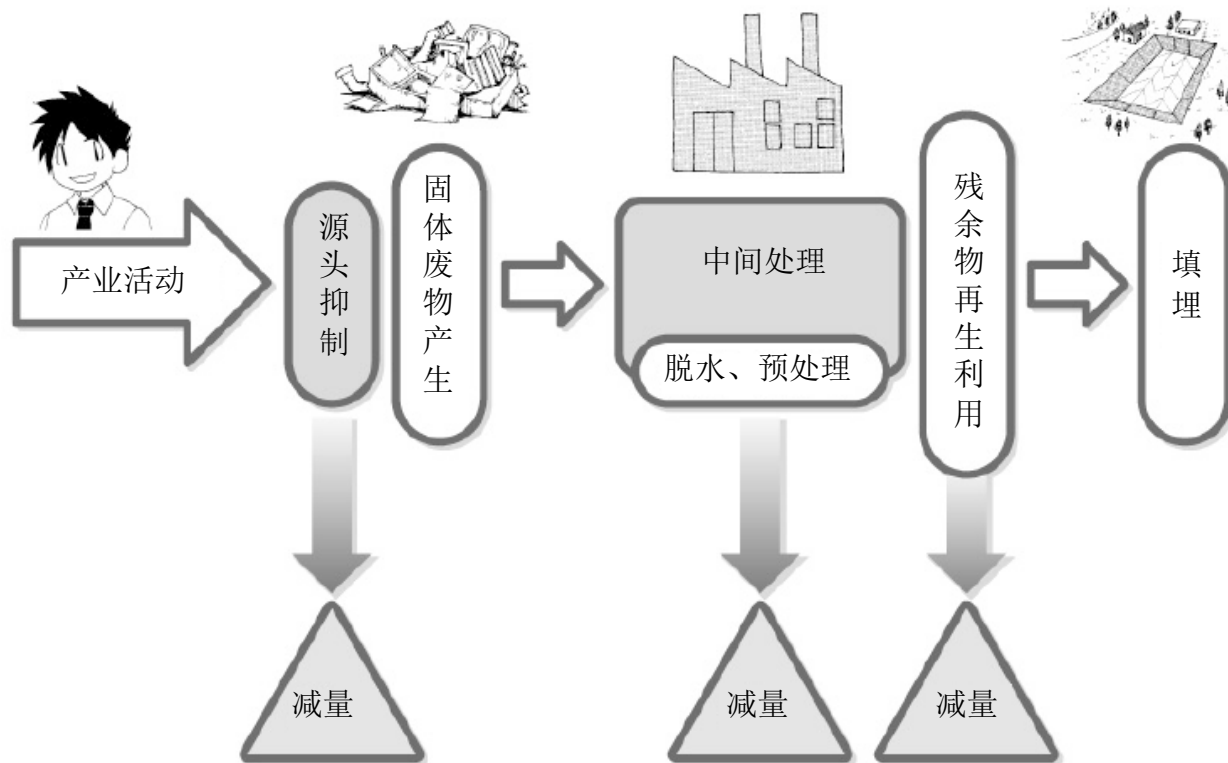 产业活动
源头抑制
固体废物产生
中间处理
脱水、预处理
残余物再生利用
填埋
减量
减量
减量